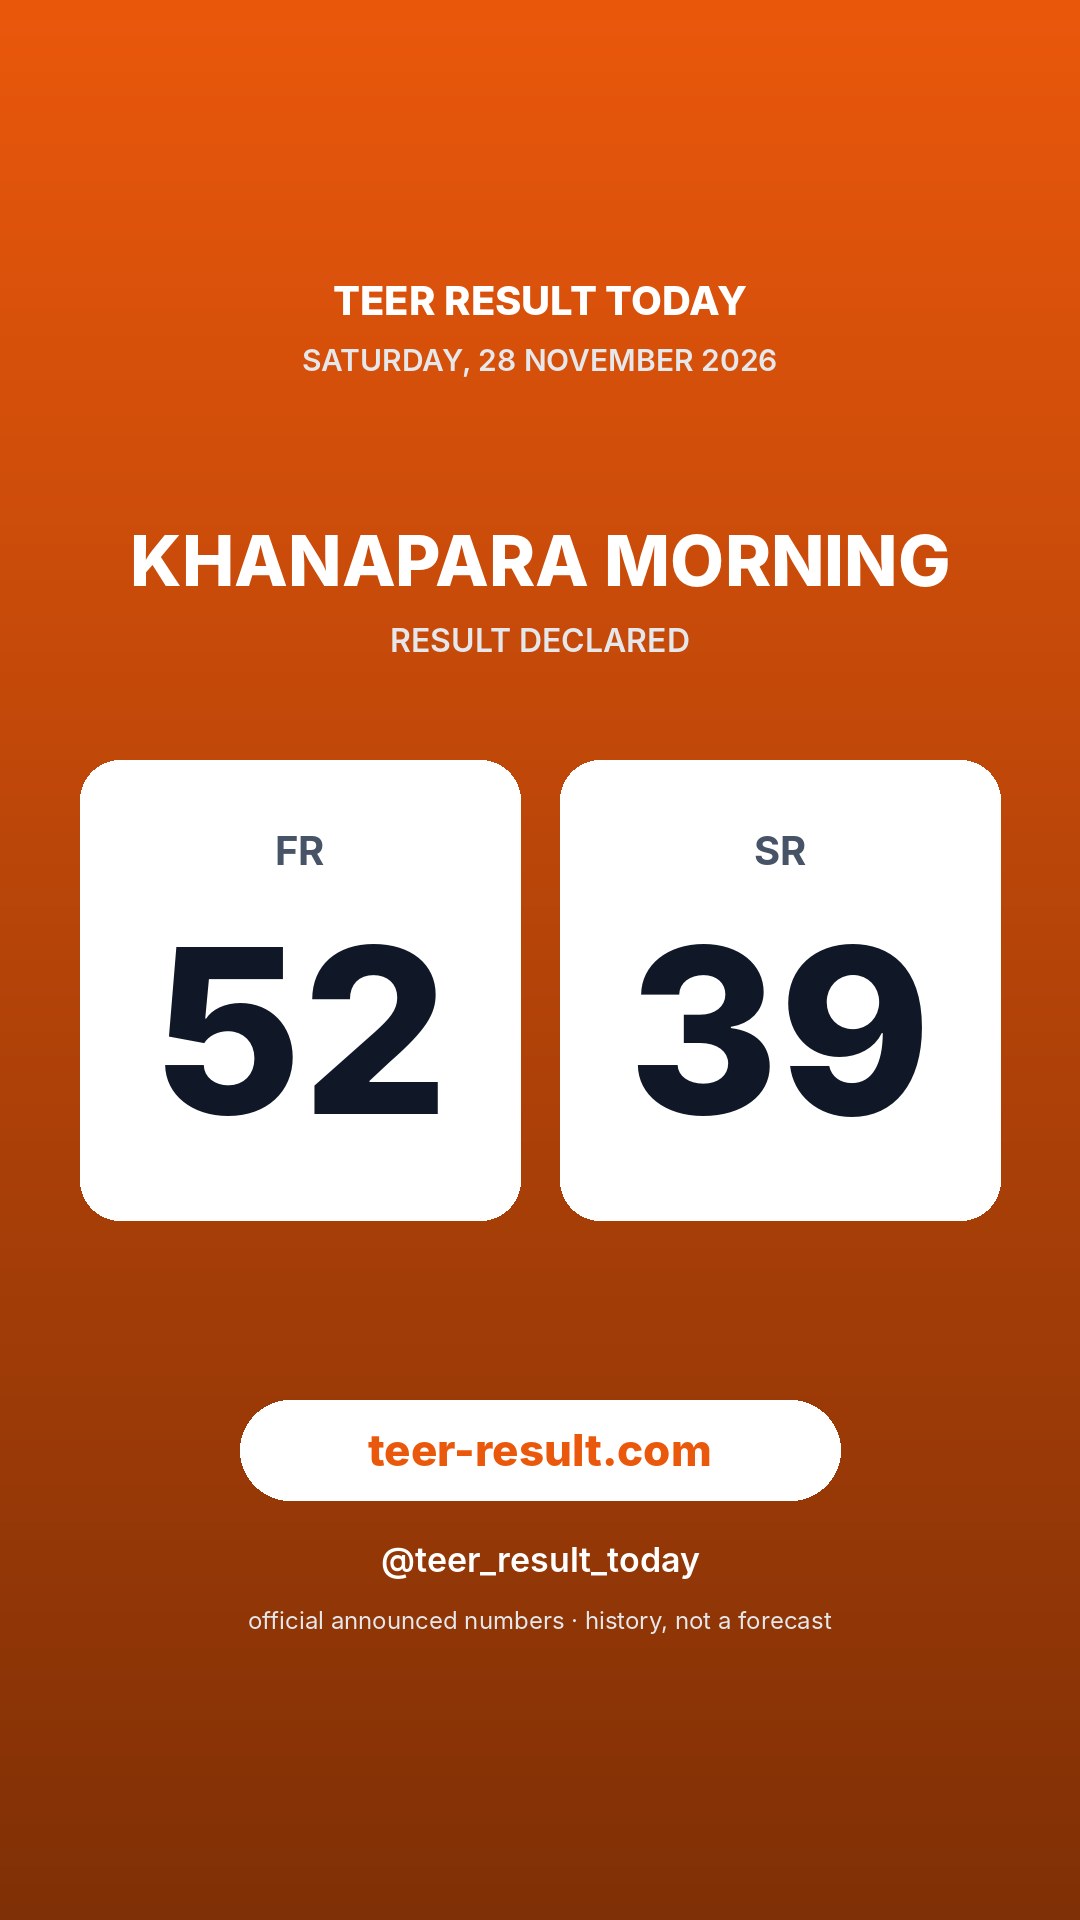 TEER RESULT TODAY
SATURDAY, 28 NOVEMBER 2026
KHANAPARA MORNING
RESULT DECLARED
FR
52
SR
39
teer-result.com
@teer_result_today
official announced numbers · history, not a forecast